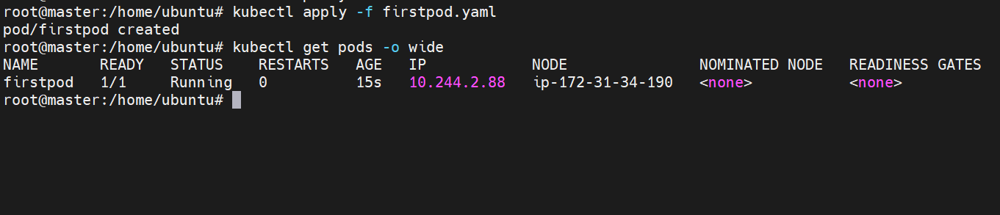 root@master:/home/ubuntu# kubectl apply -f firstpod.yaml
pod/firstpod created
root@master:/home/ubuntu# kubectl get pods -o wide
NAME READY STATUS RESTARTS AGE IP NODE NOMINATED NODE READINESS GATES
firstpod 1/1 Running 0 15s 10.244.2.88 ip-172-31-34-190 <none> <none>
root@master:/home/ubuntu#